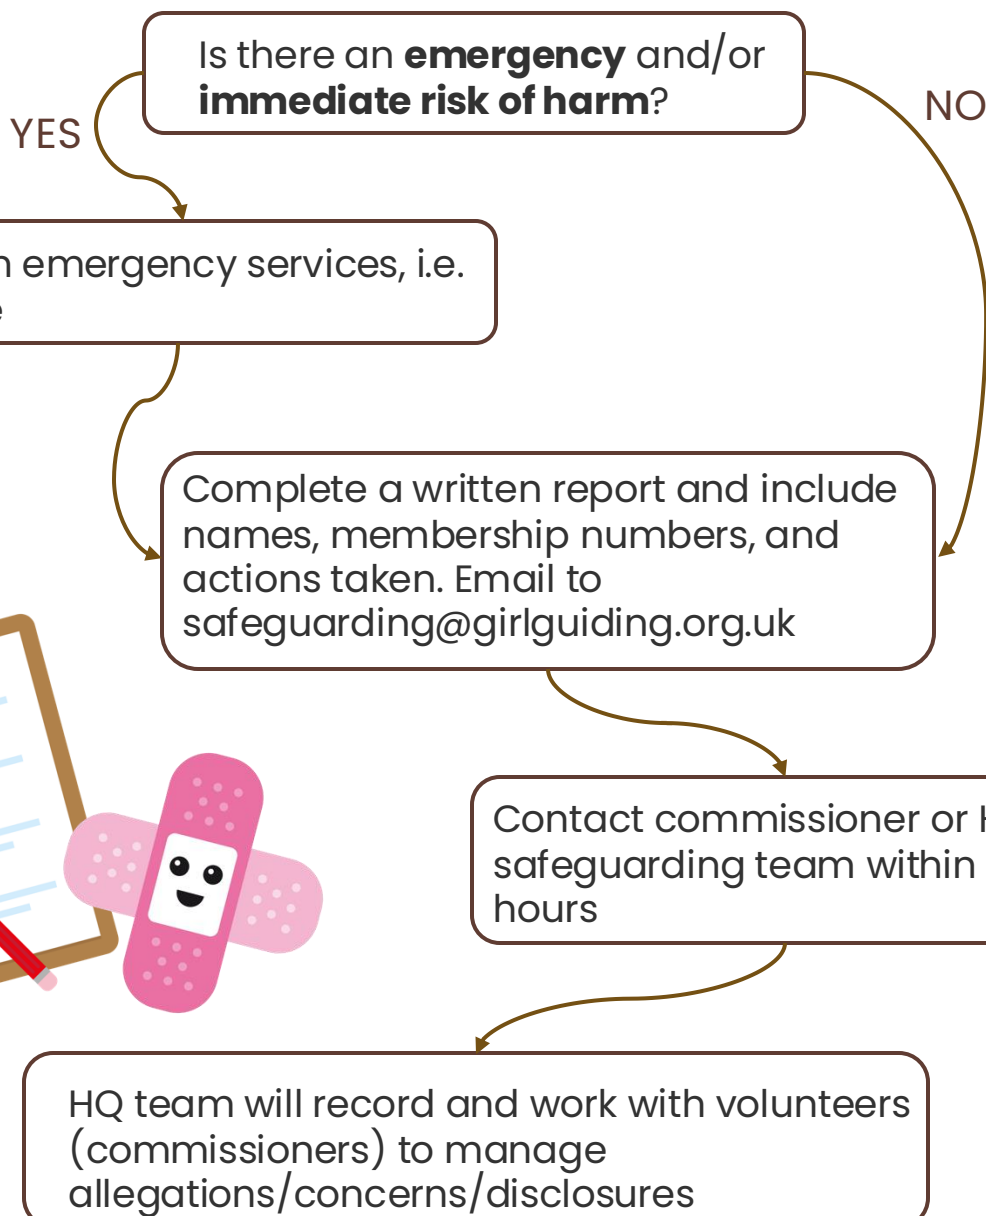 Is there an emergency and/or
immediate risk of harm?
YES
NO
emergency services, i.e.
Complete a written report and include
names, membership numbers, and
actions taken. Email to
safeguarding@girlguiding.org.uk
Contact commissioner or
safeguarding team within
hours
HQ team will record and work with volunteers
(commissioners) to manage
allegations/concerns/disclosures